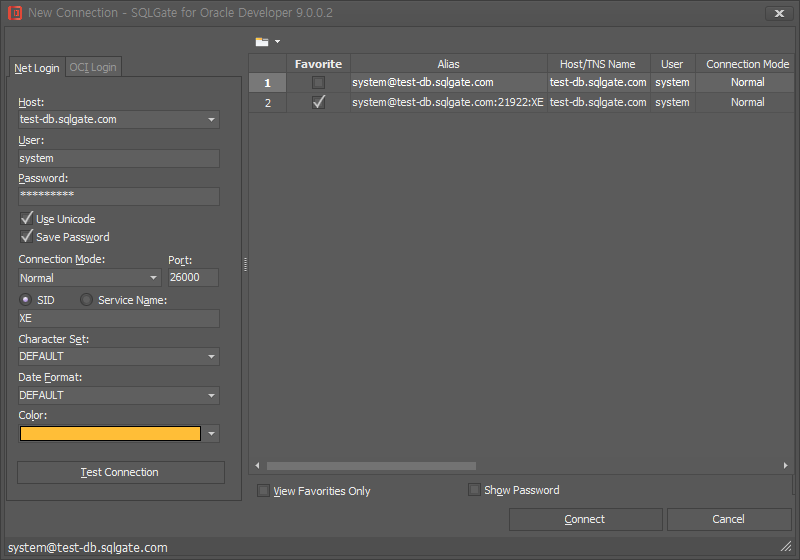 New Connection - SQLGate for Oracle Developer 9.0.0.2
Net Login OCI Login
Host:
test-db.sqlgate.com
User:
system
Password:
*********
Use Unicode
Save Password
Connection Mode: Port:
Normal 26000
SID Service Name:
XE
Character Set:
DEFAULT
Date Format:
DEFAULT
Color:
Test Connection
Favorite Alias Host/TNS Name User Connection Mode
1 system@test-db.sqlgate.com test-db.sqlgate.com system Normal
2 system@test-db.sqlgate.com:21922:XE test-db.sqlgate.com system Normal
View Favorities Only Show Password
Connect Cancel
system@test-db.sqlgate.com